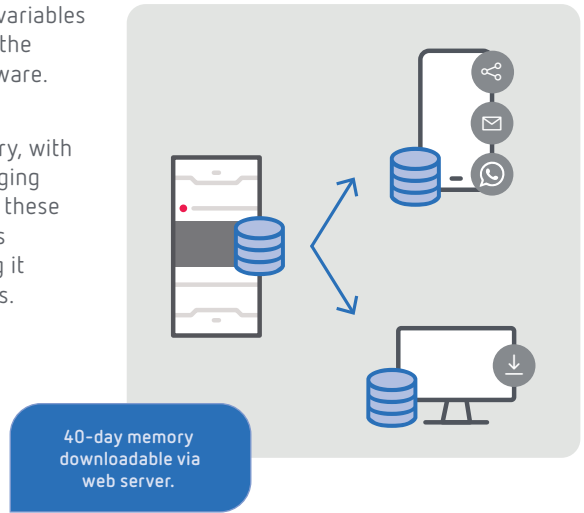 variables
the
ware.
ry, with
ging
these
s
g it
s.
40-day memory
downloadable via
web server.